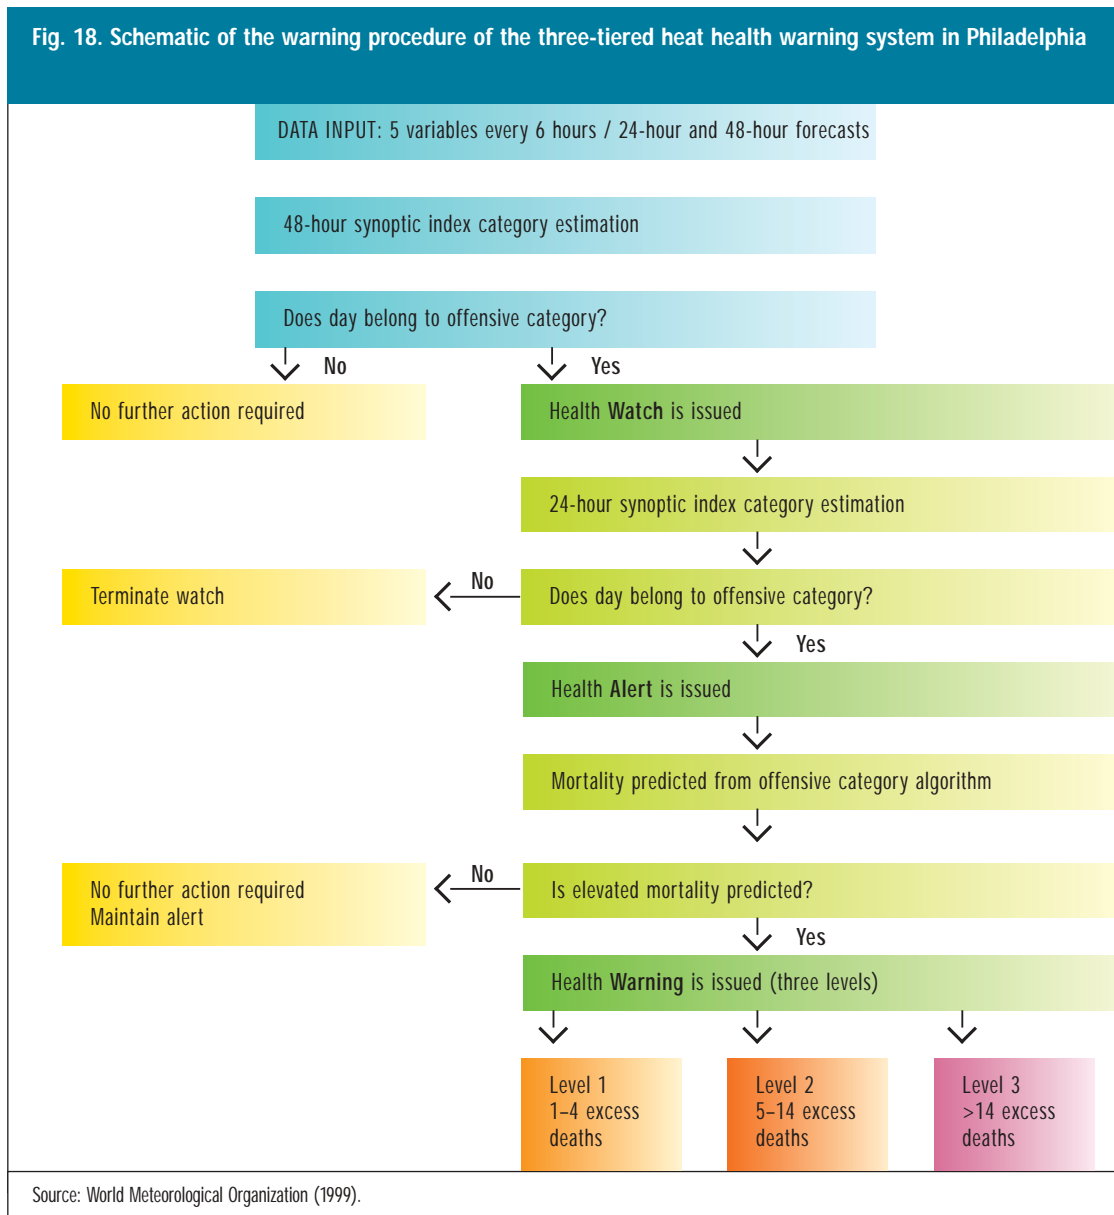 Fig. 18. Schematic of the warning procedure of the three-tiered heat health warning system in Philadelphia
DATA INPUT: 5 variables every 6 hours / 24-hour and 48-hour forecasts
48-hour synoptic index category estimation
Does day belong to offensive category?
No
Yes
No further action required
Health Watch is issued
24-hour synoptic index category estimation
No
Terminate watch
Does day belong to offensive category?
Yes
Health Alert is issued
Mortality predicted from offensive category algorithm
No
No further action required
Maintain alert
Is elevated mortality predicted?
Yes
Health Warning is issued (three levels)
Level 1
1–4 excess
deaths
Level 2
5–14 excess
deaths
Level 3
>14 excess
deaths
Source: World Meteorological Organization (1999).